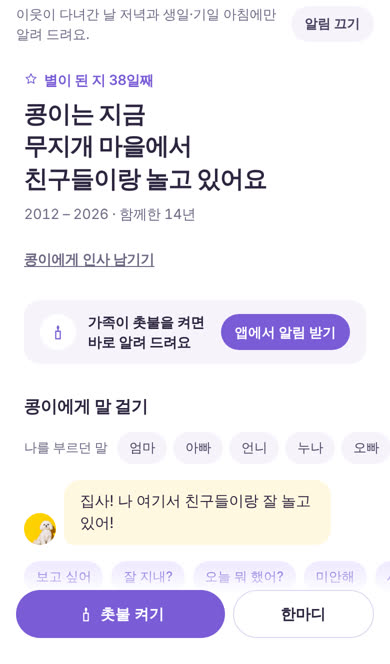 이웃이 다녀간 날 저녁과 생일·기일 아침에만
알려 드려요.
알림 끄기
별이 된 지 38일째
콩이는 지금
무지개 마을에서
친구들이랑 놀고 있어요
2012 – 2026 · 함께한 14년
콩이에게 인사 남기기
가족이 촛불을 켜면
바로 알려 드려요
앱에서 알림 받기
콩이에게 말 걸기
나를 부르던 말
엄마
아빠
언니
누나
오빠
집사! 나 여기서 친구들이랑 잘 놀고
있어!
보고 싶어
잘 지내?
오늘 뭐 했어?
미안해
촛불 켜기
한마디